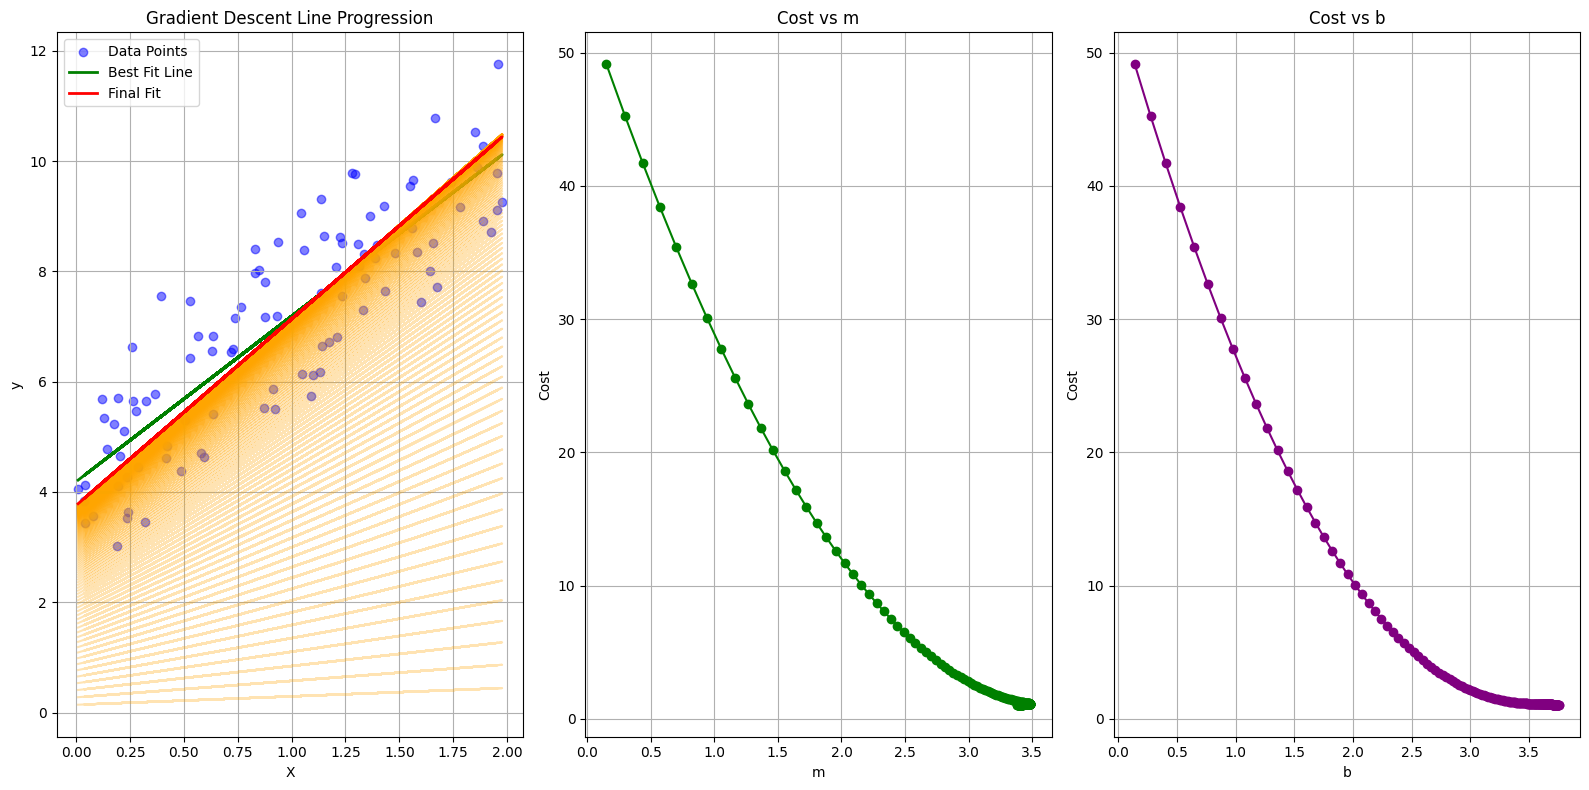 Gradient Descent Line Progression
Data Points
Best Fit Line
Final Fit
12
10
8
6
4
2
0
y
0.00 0.25 0.50 0.75 1.00 1.25 1.50 1.75 2.00
X
Cost vs m
50
40
30
20
10
0
Cost
0.0 0.5 1.0 1.5 2.0 2.5 3.0 3.5
m
Cost vs b
50
40
30
20
10
0
Cost
0.0 0.5 1.0 1.5 2.0 2.5 3.0 3.5
b